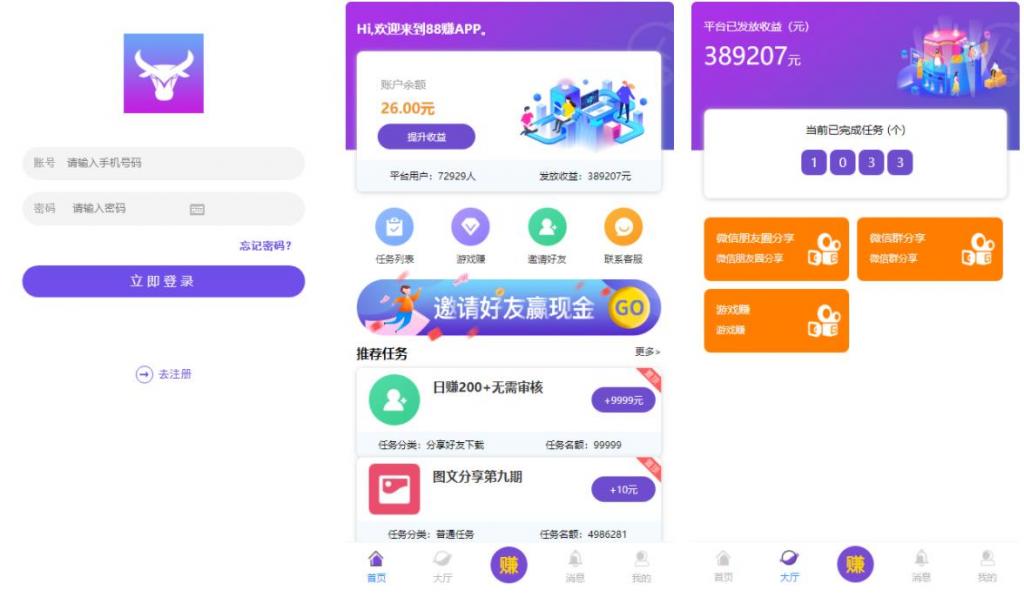 账号 请输入手机号码
密码 请输入密码
忘记密码?
立即登录
去注册
Hi,欢迎来到88赚APP。
账户余额
26.00元
提升收益
平台用户：72929人 发放收益：389207元
任务列表 游戏赚 邀请好友 联系客服
邀请好友赢现金 GO
推荐任务 更多>
日赚200+无需审核
+9999元
任务分类：分享好友下载 任务名额：99999
图文分享第九期
+10元
任务分类：普通任务 任务名额：4986281
首页 大厅 赚 消息 我的
平台已发放收益（元）
389207元
当前已完成任务 (个)
1 0 3 3
微信朋友圈分享
微信朋友圈分享
微信群分享
微信群分享
游戏赚
游戏赚
首页 大厅 赚 消息 我的